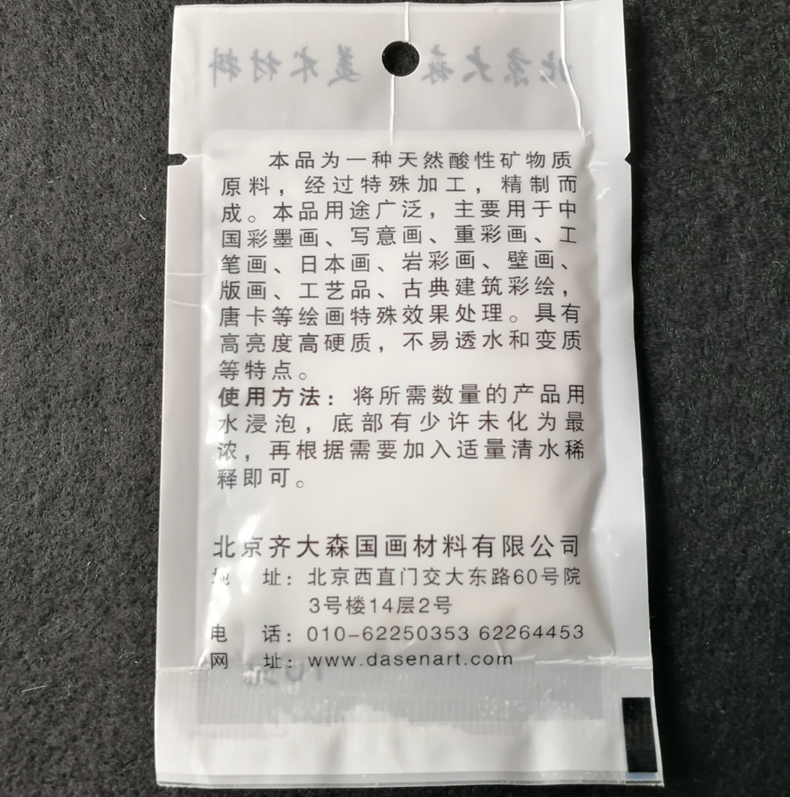 北京大森 美术材料
本品为一种天然酸性矿物质
原料，经过特殊加工，精制而
成。本品用途广泛，主要用于中
国彩墨画、写意画、重彩画、工
笔画、日本画、岩彩画、壁画、
版画、工艺品、古典建筑彩绘，
唐卡等绘画特殊效果处理。具有
高亮度高硬质，不易透水和变质
等特点。
使用方法：将所需数量的产品用
水浸泡，底部有少许未化为最
浓，再根据需要加入适量清水稀
释即可。
北京齐大森国画材料有限公司
地 址：北京西直门交大东路60号院
3号楼14层2号
电 话：010-62250353 62264453
网 址：www.dasenart.com